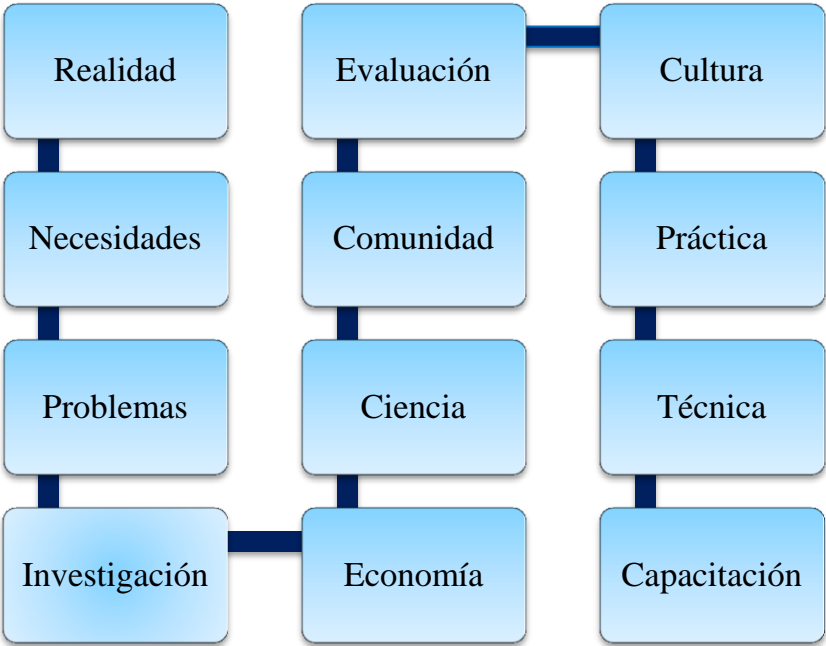 Realidad
Necesidades
Problemas
Investigación
Economía
Ciencia
Comunidad
Evaluación
Cultura
Práctica
Técnica
Capacitación